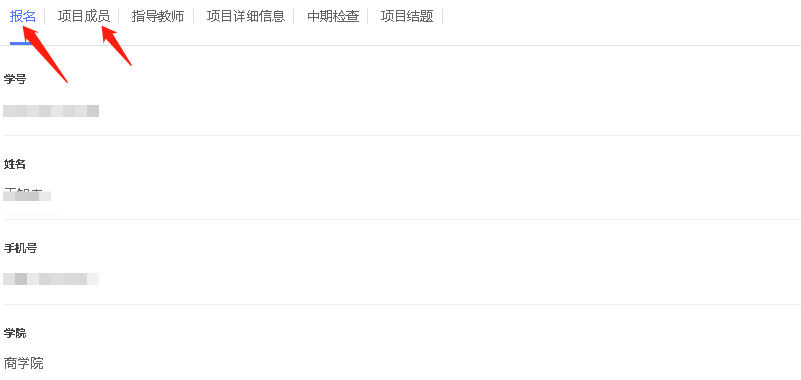 报名 项目成员 指导教师 项目详细信息 中期检查 项目结题
学号
姓名
手机号
学院
商学院